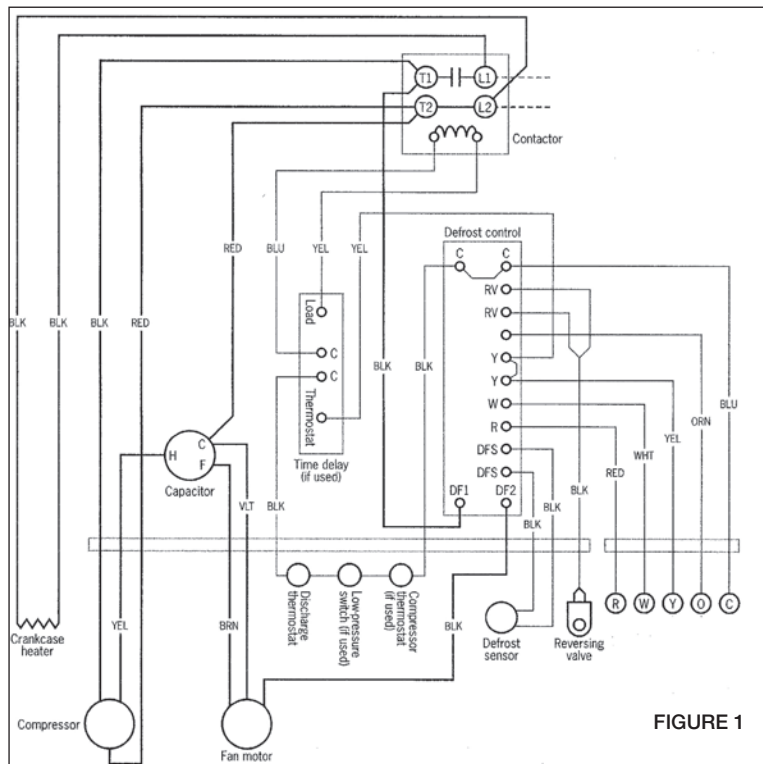 T1
L1
T2
L2
Contactor
RED
BLU
YEL
YEL
Defrost control
C
C
RV
RV
Y
Y
W
R
DFS
DFS
DF1
DF2
BLK
BLK
BLK
RED
Load
C
C
Thermostat
Time delay
(if used)
BLK
BLK
BLU
ORN
YEL
WHT
RED
BLK
BLK
BLK
H
C
F
Capacitor
VLT
BLK
Discharge
thermostat
Low-pressure
switch (if used)
Compressor
thermostat
(if used)
BLK
Defrost
sensor
Reversing
valve
R
W
Y
O
C
Crankcase
heater
YEL
BRN
Compressor
Fan motor
FIGURE 1